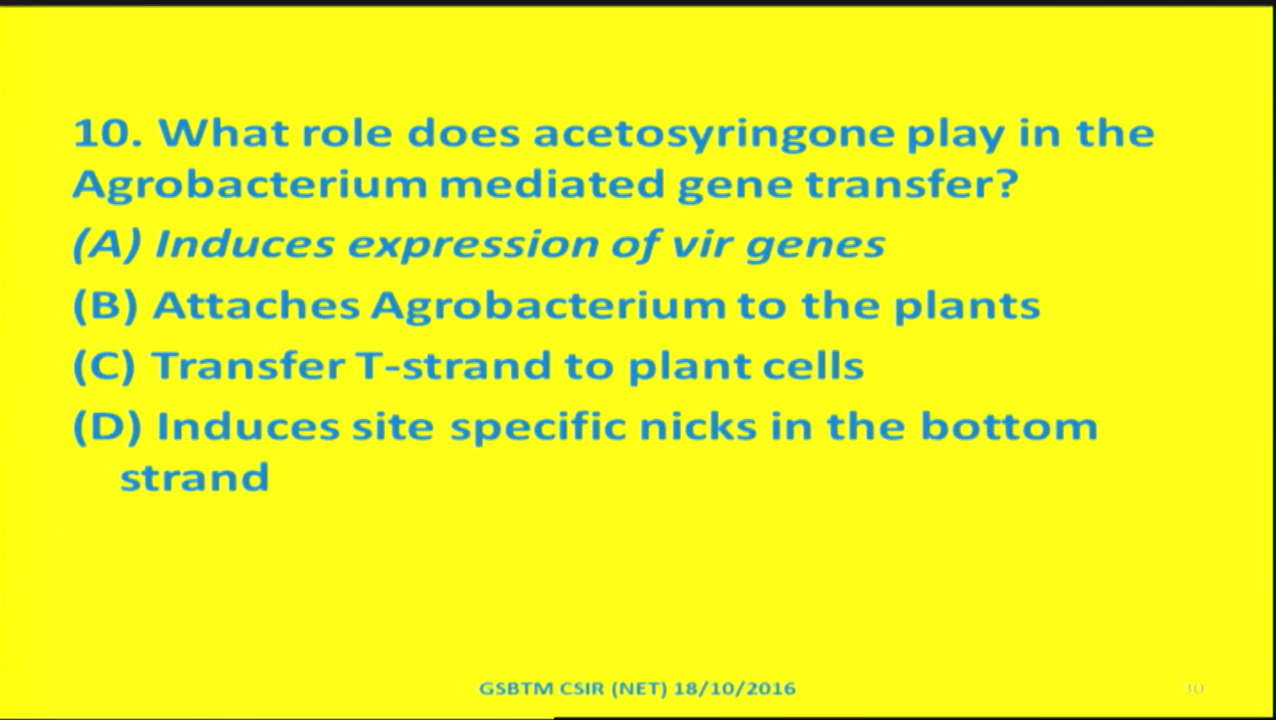 10. What role does acetosyringone play in the
Agrobacterium mediated gene transfer?
(A) Induces expression of vir genes
(B) Attaches Agrobacterium to the plants
(C) Transfer T-strand to plant cells
(D) Induces site specific nicks in the bottom
strand
GSBTM CSIR (NET) 18/10/2016
30